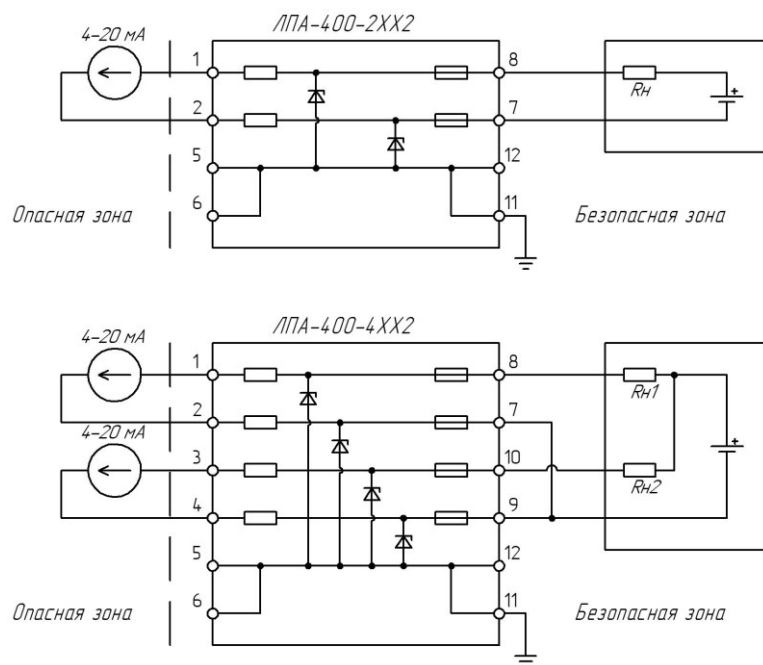 ЛПА-400-2ХХ2
4-20 мА
1
8
Rн
+
2
7
5
12
6
11
Опасная зона
Безопасная зона
ЛПА-400-4ХХ2
4-20 мА
1
8
Rн1
2
7
+
4-20 мА
3
10
Rн2
4
9
5
12
6
11
Опасная зона
Безопасная зона